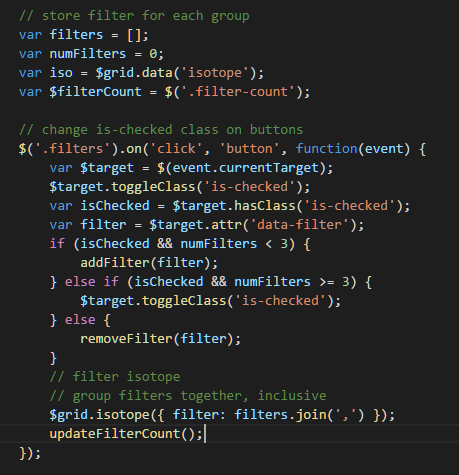 // store filter for each group
var filters = [];
var numFilters = 0;
var iso = $grid.data('isotope');
var $filterCount = $('.filter-count');

// change is-checked class on buttons
$('.filters').on('click', 'button', function(event) {
    var $target = $(event.currentTarget);
    $target.toggleClass('is-checked');
    var isChecked = $target.hasClass('is-checked');
    var filter = $target.attr('data-filter');
    if (isChecked && numFilters < 3) {
        addFilter(filter);
    } else if (isChecked && numFilters >= 3) {
        $target.toggleClass('is-checked');
    } else {
        removeFilter(filter);
    }
    // filter isotope
    // group filters together, inclusive
    $grid.isotope({ filter: filters.join(',') });
    updateFilterCount();
});